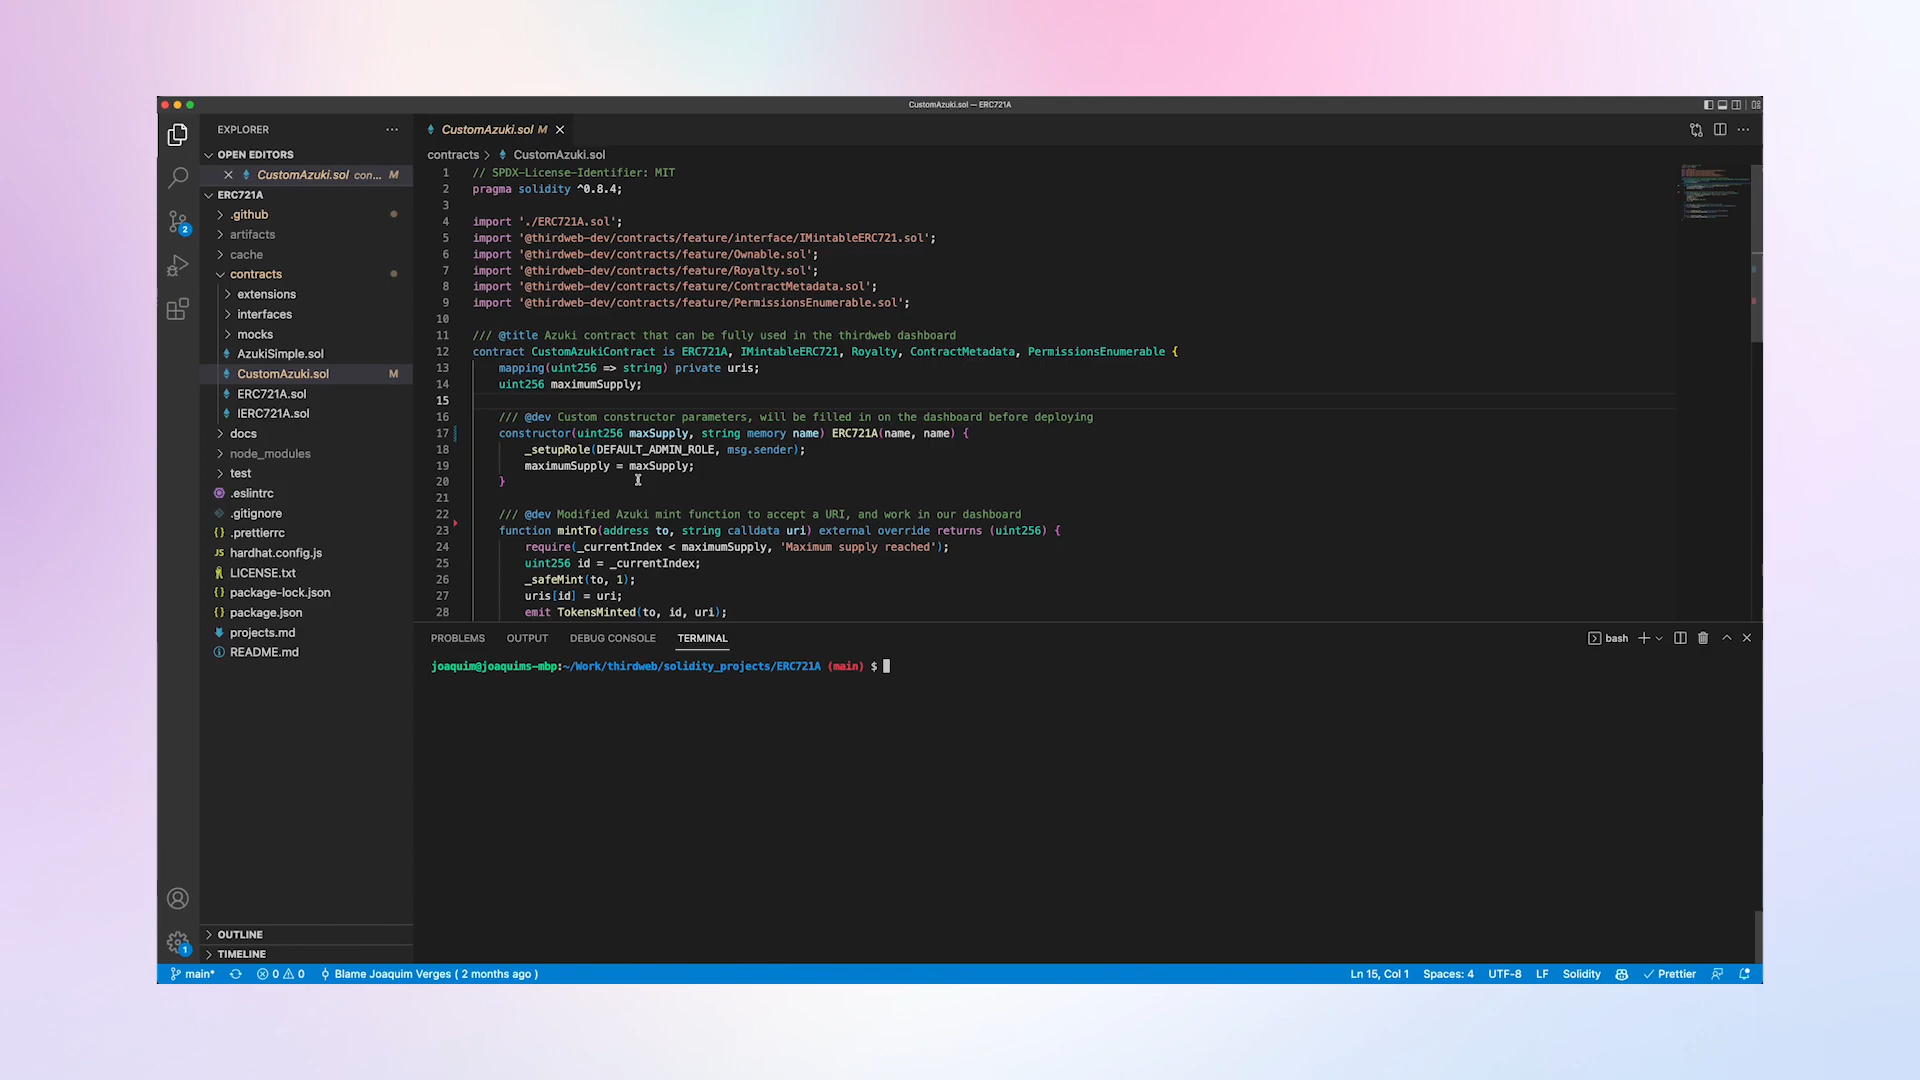 CustomAzuki.sol — ERC721A
EXPLORER
OPEN EDITORS
CustomAzuki.sol con... M
ERC721A
.github
artifacts
cache
contracts
extensions
interfaces
mocks
AzukiSimple.sol
CustomAzuki.sol M
ERC721A.sol
IERC721A.sol
docs
node_modules
test
.eslintrc
.gitignore
.prettierrc
JS hardhat.config.js
LICENSE.txt
package-lock.json
package.json
projects.md
README.md
OUTLINE
TIMELINE
2
1
CustomAzuki.sol M
contracts > CustomAzuki.sol
1 // SPDX-License-Identifier: MIT
2 pragma solidity ^0.8.4;
3
4 import './ERC721A.sol';
5 import '@thirdweb-dev/contracts/feature/interface/IMintableERC721.sol';
6 import '@thirdweb-dev/contracts/feature/Ownable.sol';
7 import '@thirdweb-dev/contracts/feature/Royalty.sol';
8 import '@thirdweb-dev/contracts/feature/ContractMetadata.sol';
9 import '@thirdweb-dev/contracts/feature/PermissionsEnumerable.sol';
10
11 /// @title Azuki contract that can be fully used in the thirdweb dashboard
12 contract CustomAzukiContract is ERC721A, IMintableERC721, Royalty, ContractMetadata, PermissionsEnumerable {
13 mapping(uint256 => string) private uris;
14 uint256 maximumSupply;
15
16 /// @dev Custom constructor parameters, will be filled in on the dashboard before deploying
17 constructor(uint256 maxSupply, string memory name) ERC721A(name, name) {
18 _setupRole(DEFAULT_ADMIN_ROLE, msg.sender);
19 maximumSupply = maxSupply;
20 }
21
22 /// @dev Modified Azuki mint function to accept a URI, and work in our dashboard
23 function mintTo(address to, string calldata uri) external override returns (uint256) {
24 require(_currentIndex < maximumSupply, 'Maximum supply reached');
25 uint256 id = _currentIndex;
26 _safeMint(to, 1);
27 uris[id] = uri;
28 emit TokensMinted(to, id, uri);
PROBLEMS OUTPUT DEBUG CONSOLE TERMINAL
bash
joaquim@joaquims-mbp:~/Work/thirdweb/solidity_projects/ERC721A (main) $
main* 0 0 Blame Joaquim Verges ( 2 months ago )
Ln 15, Col 1 Spaces: 4 UTF-8 LF Solidity Prettier